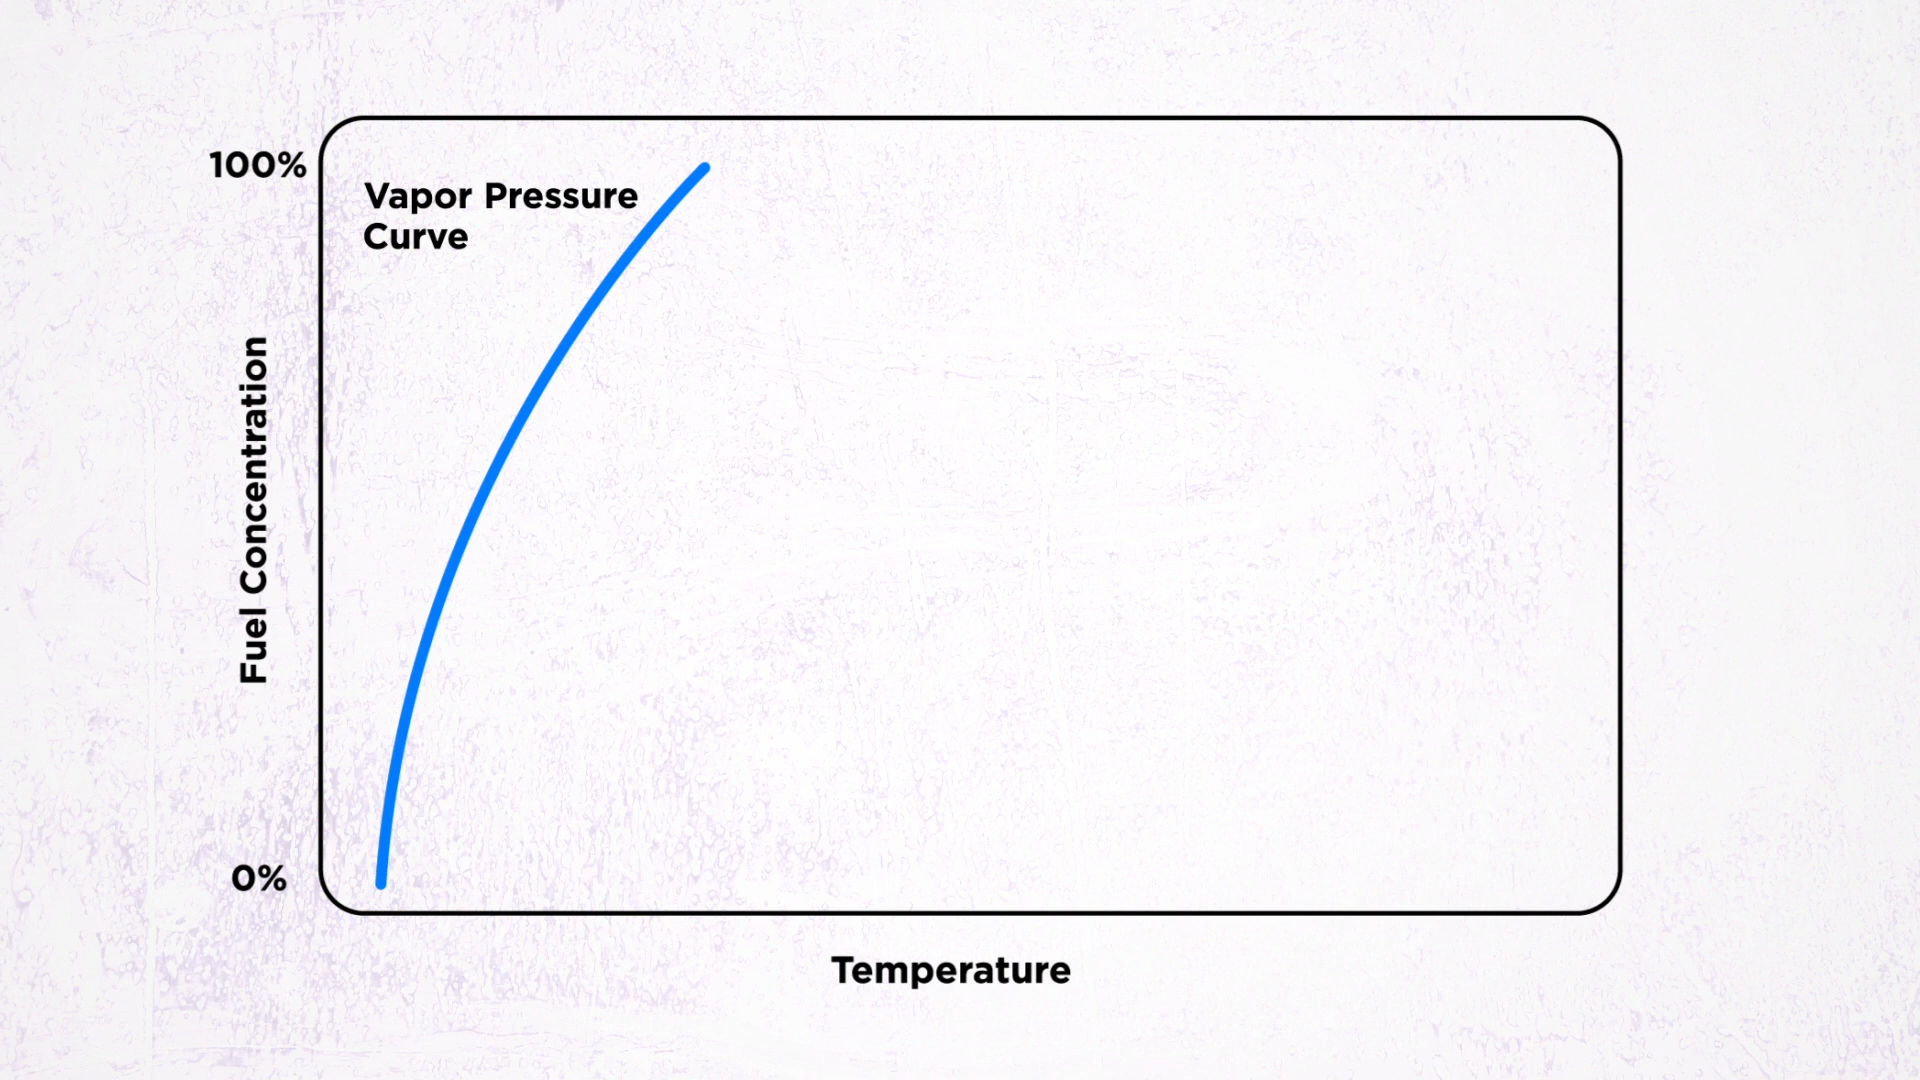 100%
Vapor Pressure
Curve
Fuel Concentration
0%
Temperature